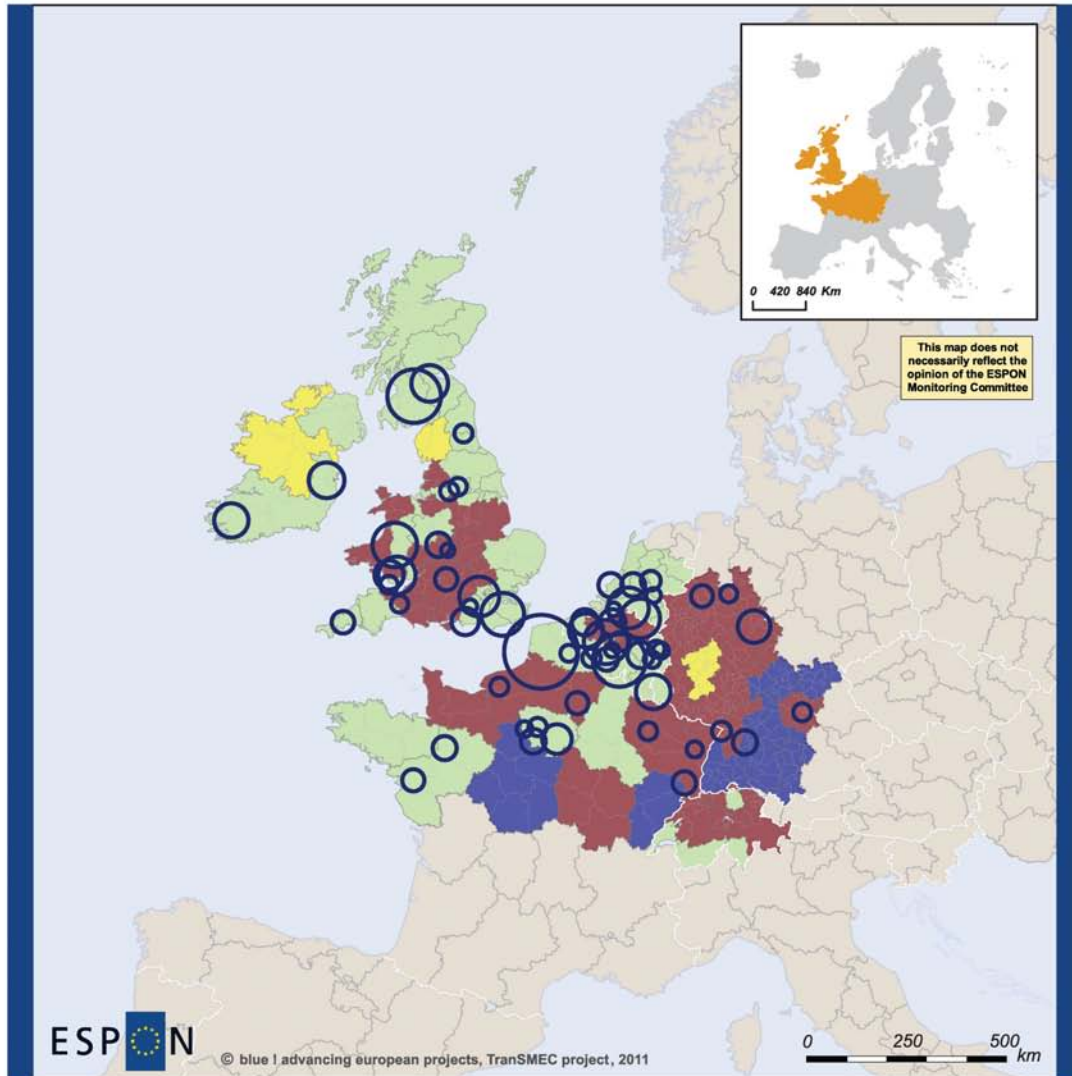 0 420 840 Km
This map does not
necessarily reflect the
opinion of the ESPON
Monitoring Committee
ESPON
© blue ! advancing european projects, TranSMEC project, 2011
0 250 500
km